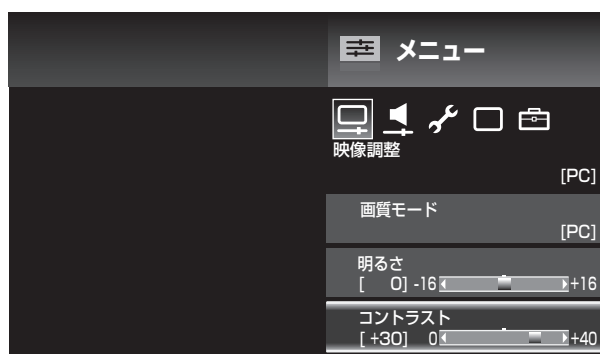 メニュー
映像調整
[PC]
画質モード
[PC]
明るさ
[ 0] -16 +16
コントラスト
[+30] 0 +40